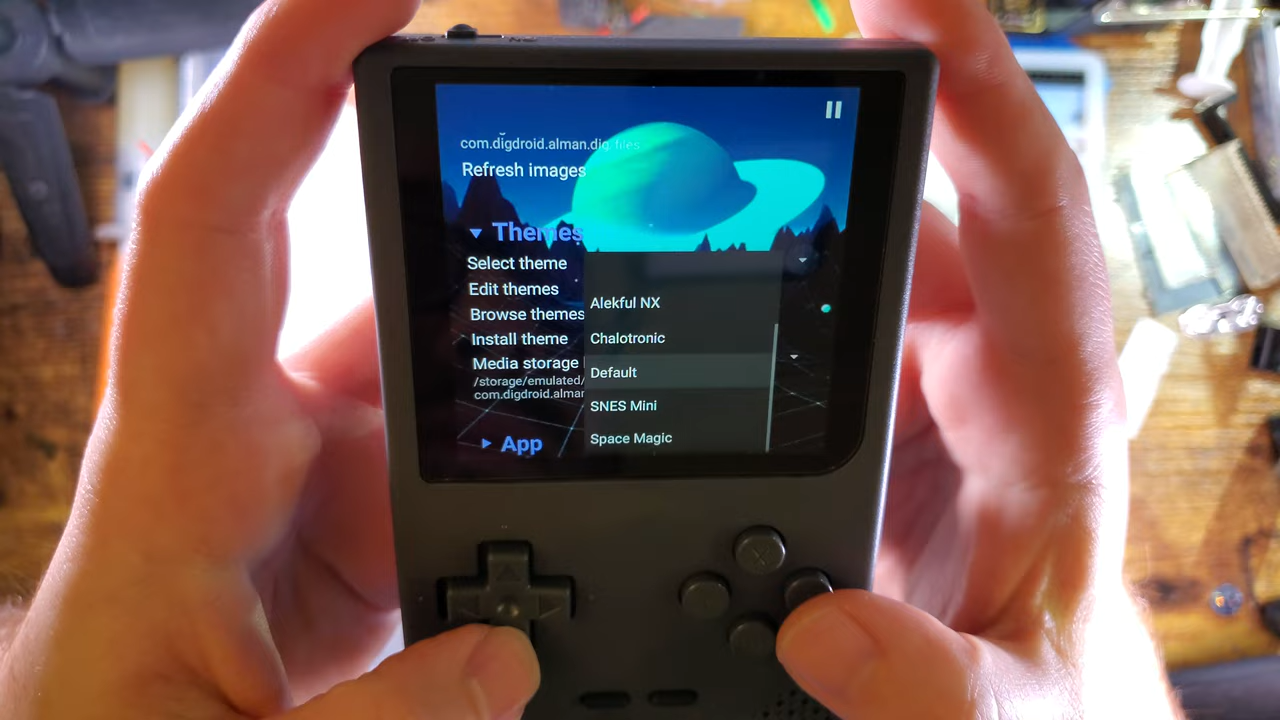 com.digdroid.alman.dig/files
Refresh images
Themes
Select theme
Edit themes
Browse themes
Install theme
Media storage
/storage/emulated/
com.digdroid.alman
App
Alekful NX
Chalotronic
Default
SNES Mini
Space Magic
X